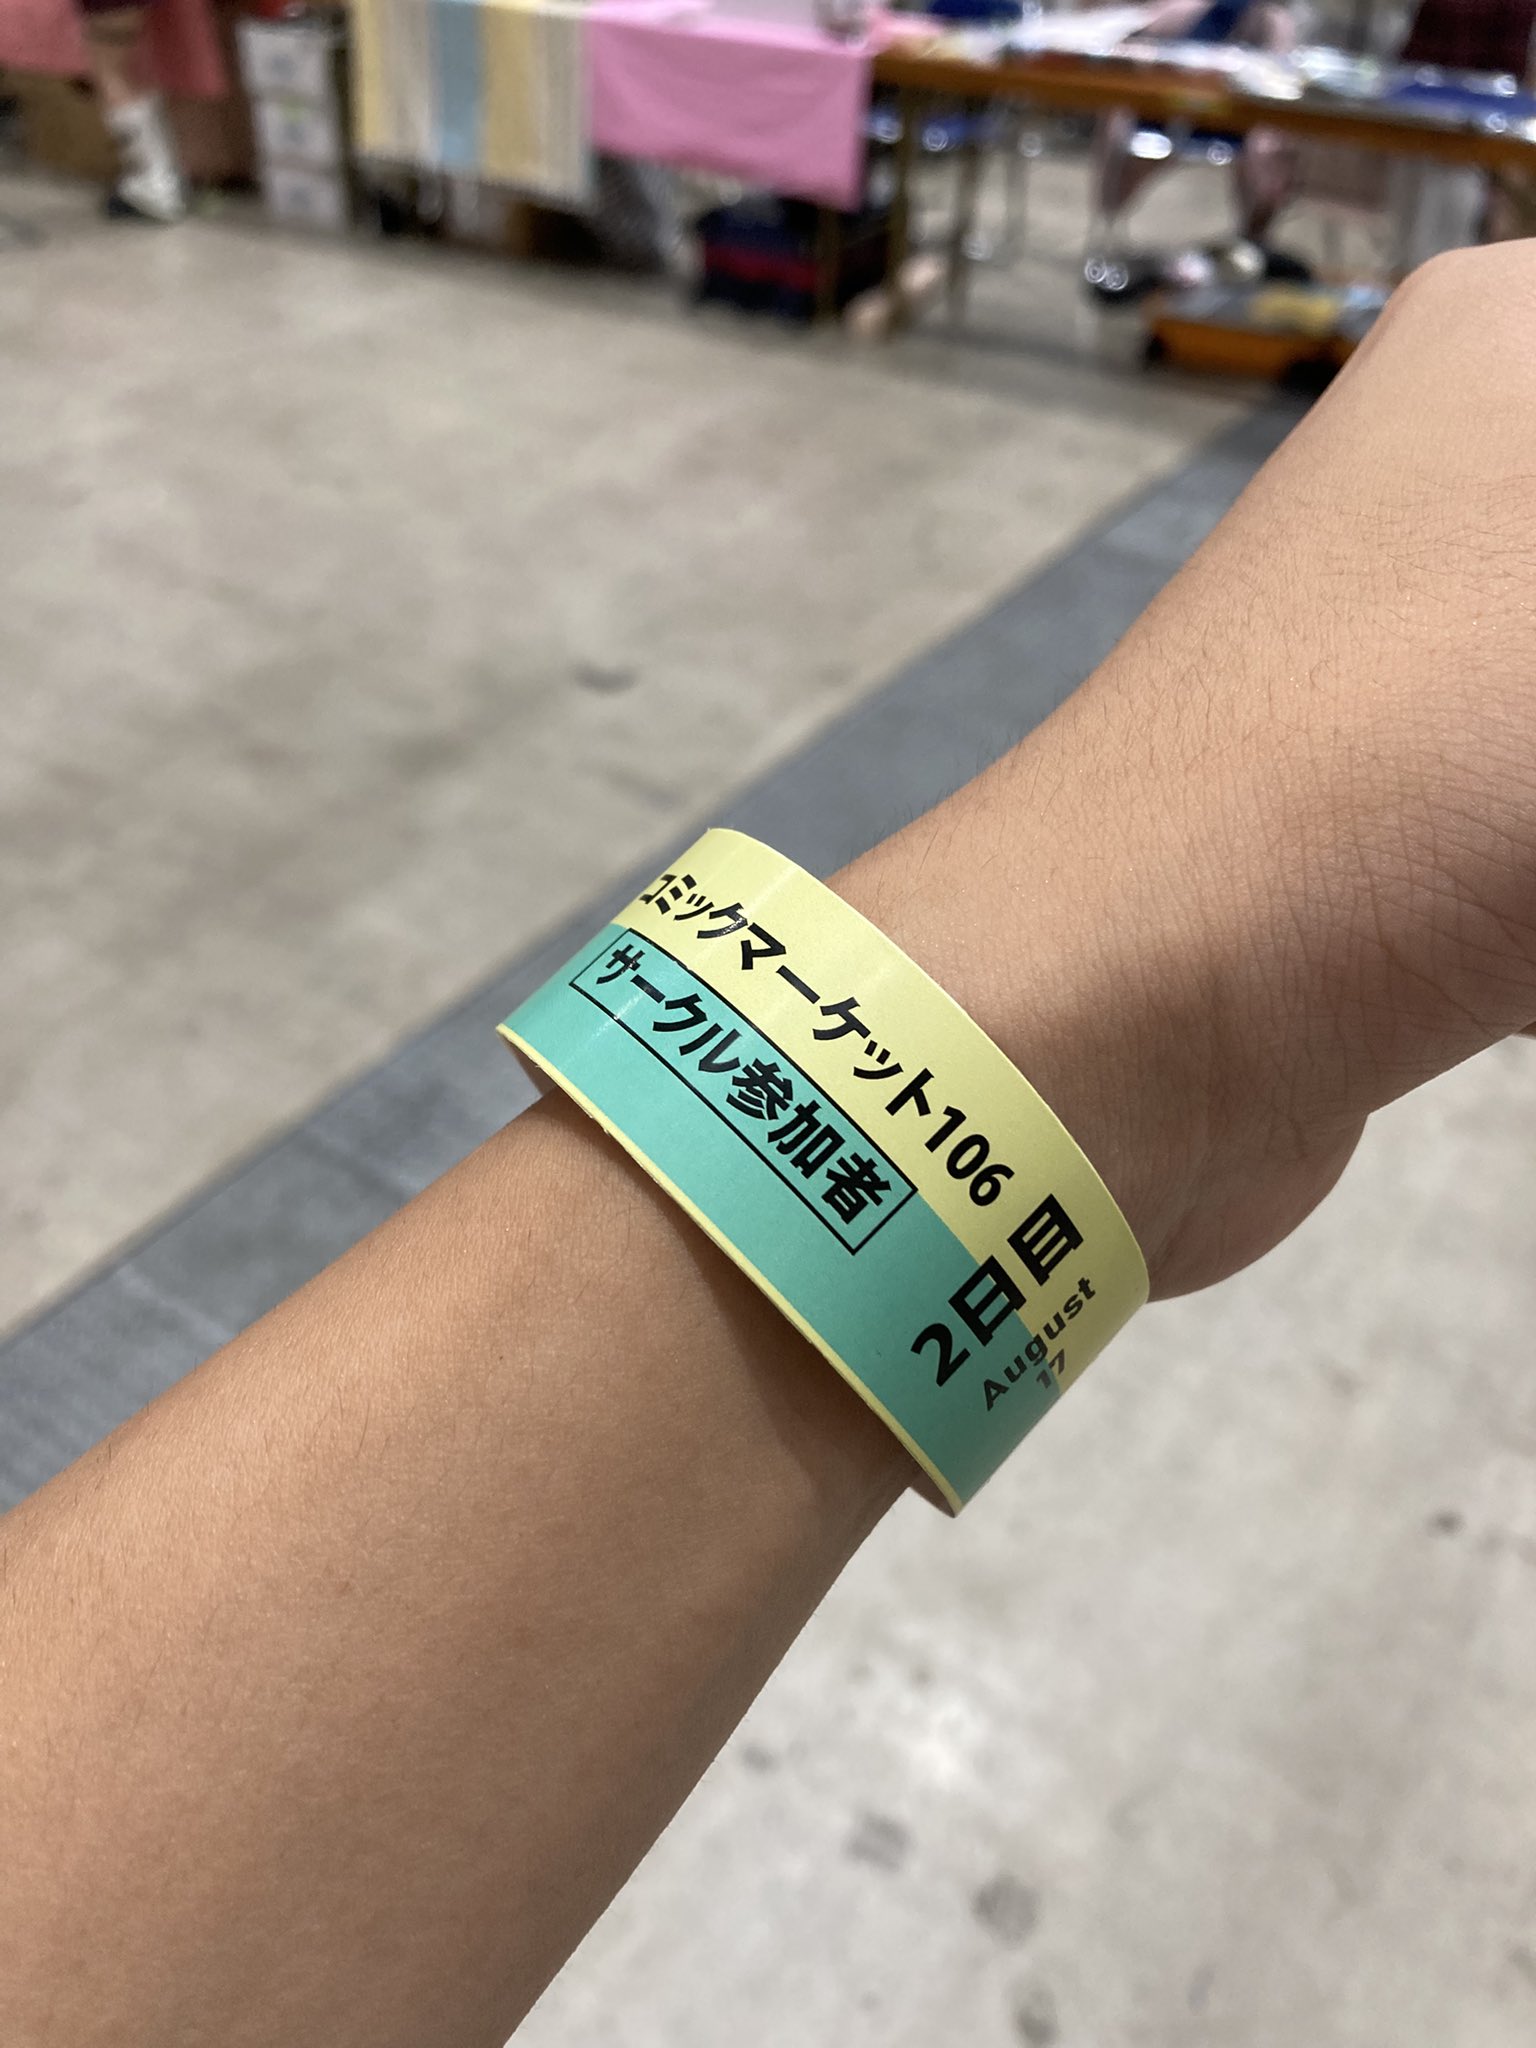 コミックマーケット106
サークル参加者
2日目
August
17